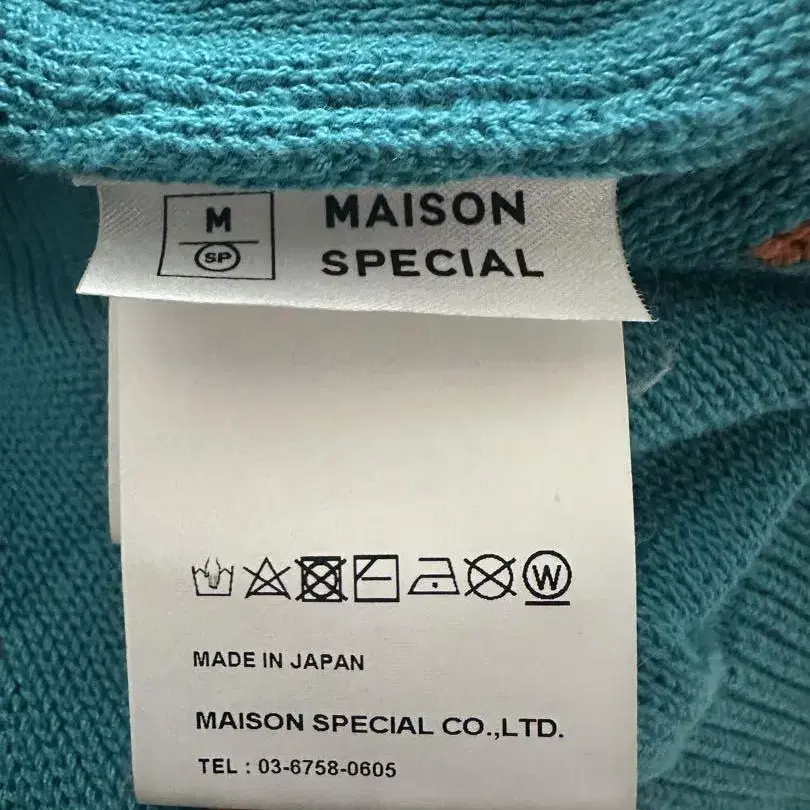 M
SP
MAISON
SPECIAL
W
MADE IN JAPAN
MAISON SPECIAL CO.,LTD.
TEL : 03-6758-0605